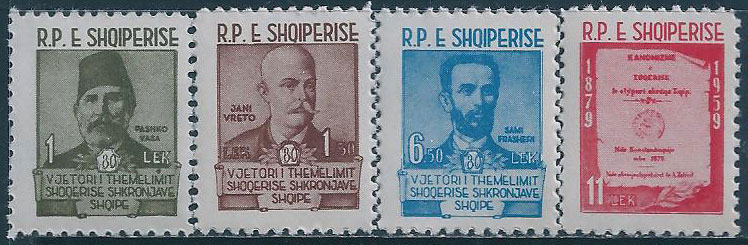 R.P. E SHQIPERISE
PASHKO
VASA
1 LEK
80
VJETORI I THEMELIMIT
SHOQERISE SHKRONJAVE
SHQIPE
R.P. E SHQIPERISE
JANI
VRETO
LEK 1 50
80
VJETORI I THEMELIMIT
SHOQERISE SHKRONJAVE
SHQIPE
R.P. E SHQIPERISE
SAMI
FRASHERI
6 50 LEK
80
VJETORI I THEMELIMIT
SHOQERISE SHKRONJAVE
SHQIPE
R.P. E SHQIPERISE
1879
1959
KANONIZME
e
SHOQERISE
11 LEK